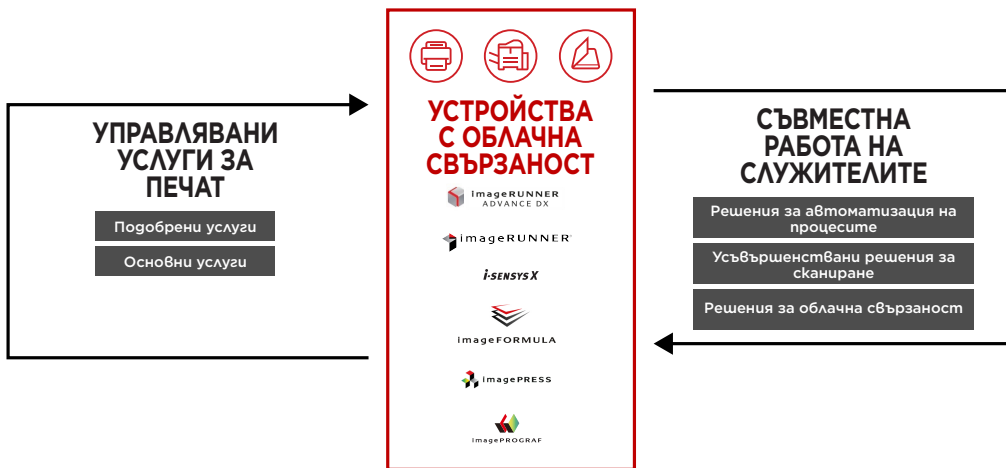 УПРАВЛЯВАНИ
УСЛУГИ ЗА
ПЕЧАТ
Подобрени услуги
Основни услуги
УСТРОЙСТВА
С ОБЛАЧНА
СВЪРЗАНОСТ
imageRUNNER
ADVANCE DX
imageRUNNER
i-SENSYS X
imageFORMULA
imagePRESS
imagePROGRAF
СЪВМЕСТНА
РАБОТА НА
СЛУЖИТЕЛИТЕ
Решения за автоматизация на
процесите
Усъвършенствани решения за
сканиране
Решения за облачна свързаност